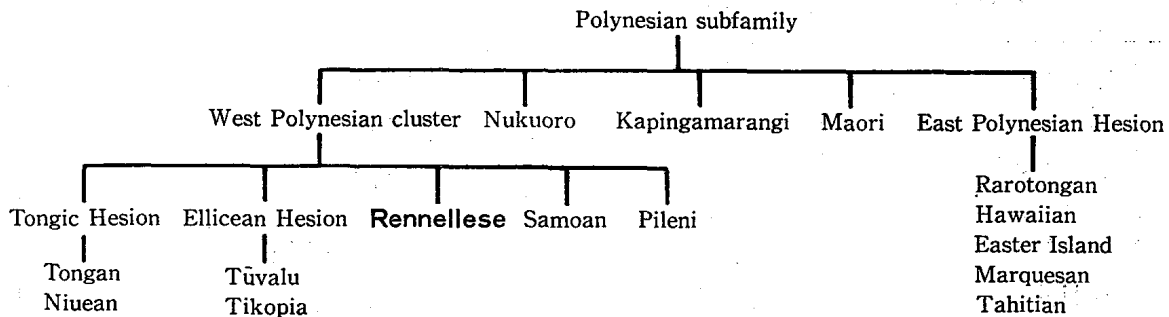 Polynesian subfamily
West Polynesian cluster Nukuoro Kapingamarangi Maori East Polynesian Hesion
Tongic Hesion Ellicean Hesion Rennellese Samoan Pileni
Rarotongan
Hawaiian
Easter Island
Marquesan
Tahitian
Tongan
Niuean
Tūvalu
Tikopia